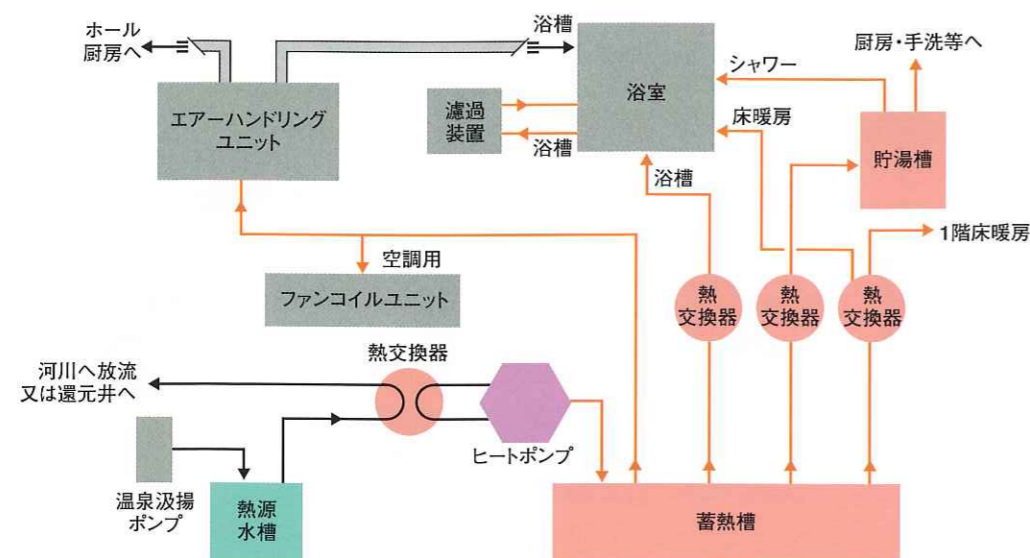 ホール
厨房へ
浴槽
厨房・手洗等へ
シャワー
エアーハンドリング
ユニット
濾過
装置
浴室
床暖房
浴槽
貯湯槽
浴槽
1階床暖房
空調用
ファンコイルユニット
熱
交換器
熱
交換器
熱
交換器
熱交換器
河川へ放流
又は還元井へ
ヒートポンプ
温泉汲揚
ポンプ
熱源
水槽
蓄熱槽